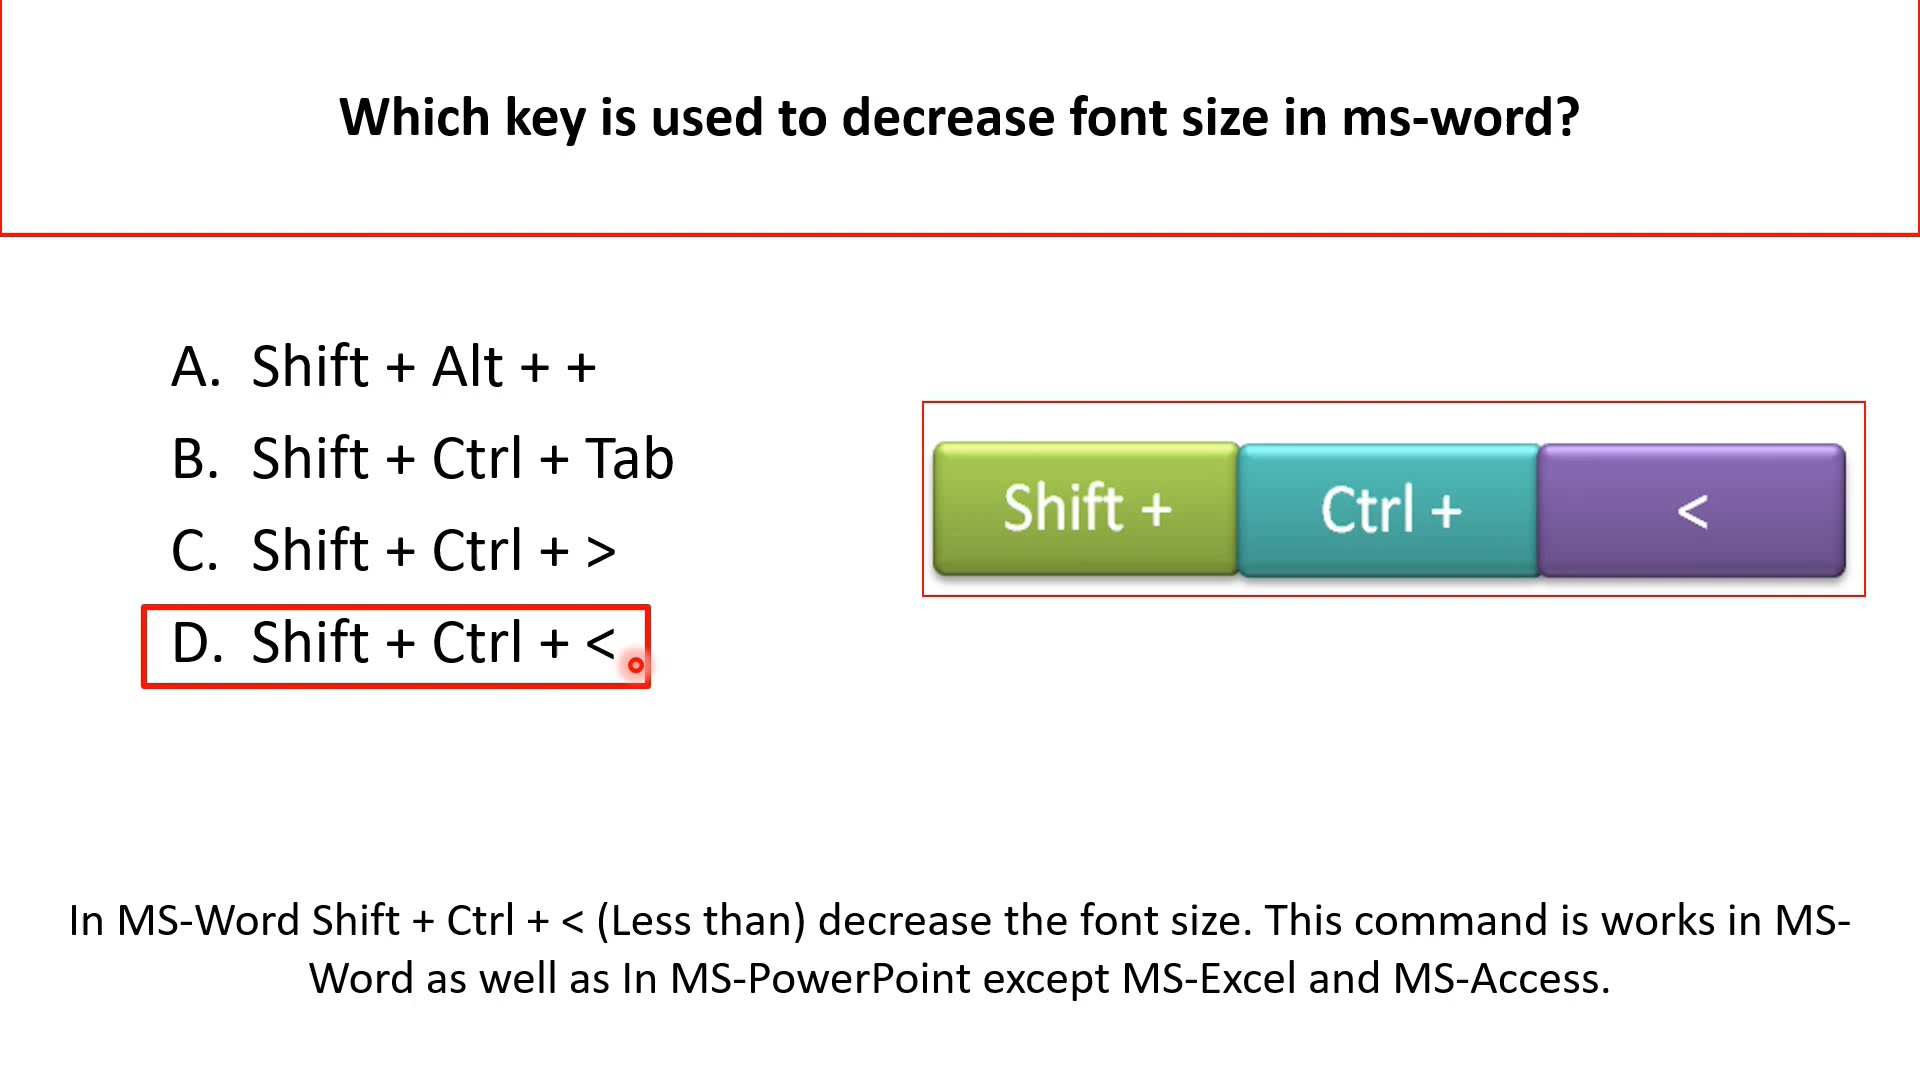 Which key is used to decrease font size in ms-word?
A. Shift + Alt + +
B. Shift + Ctrl + Tab
C. Shift + Ctrl + >
D. Shift + Ctrl + <
Shift + Ctrl + <
In MS-Word Shift + Ctrl + < (Less than) decrease the font size. This command is works in MS-
Word as well as In MS-PowerPoint except MS-Excel and MS-Access.